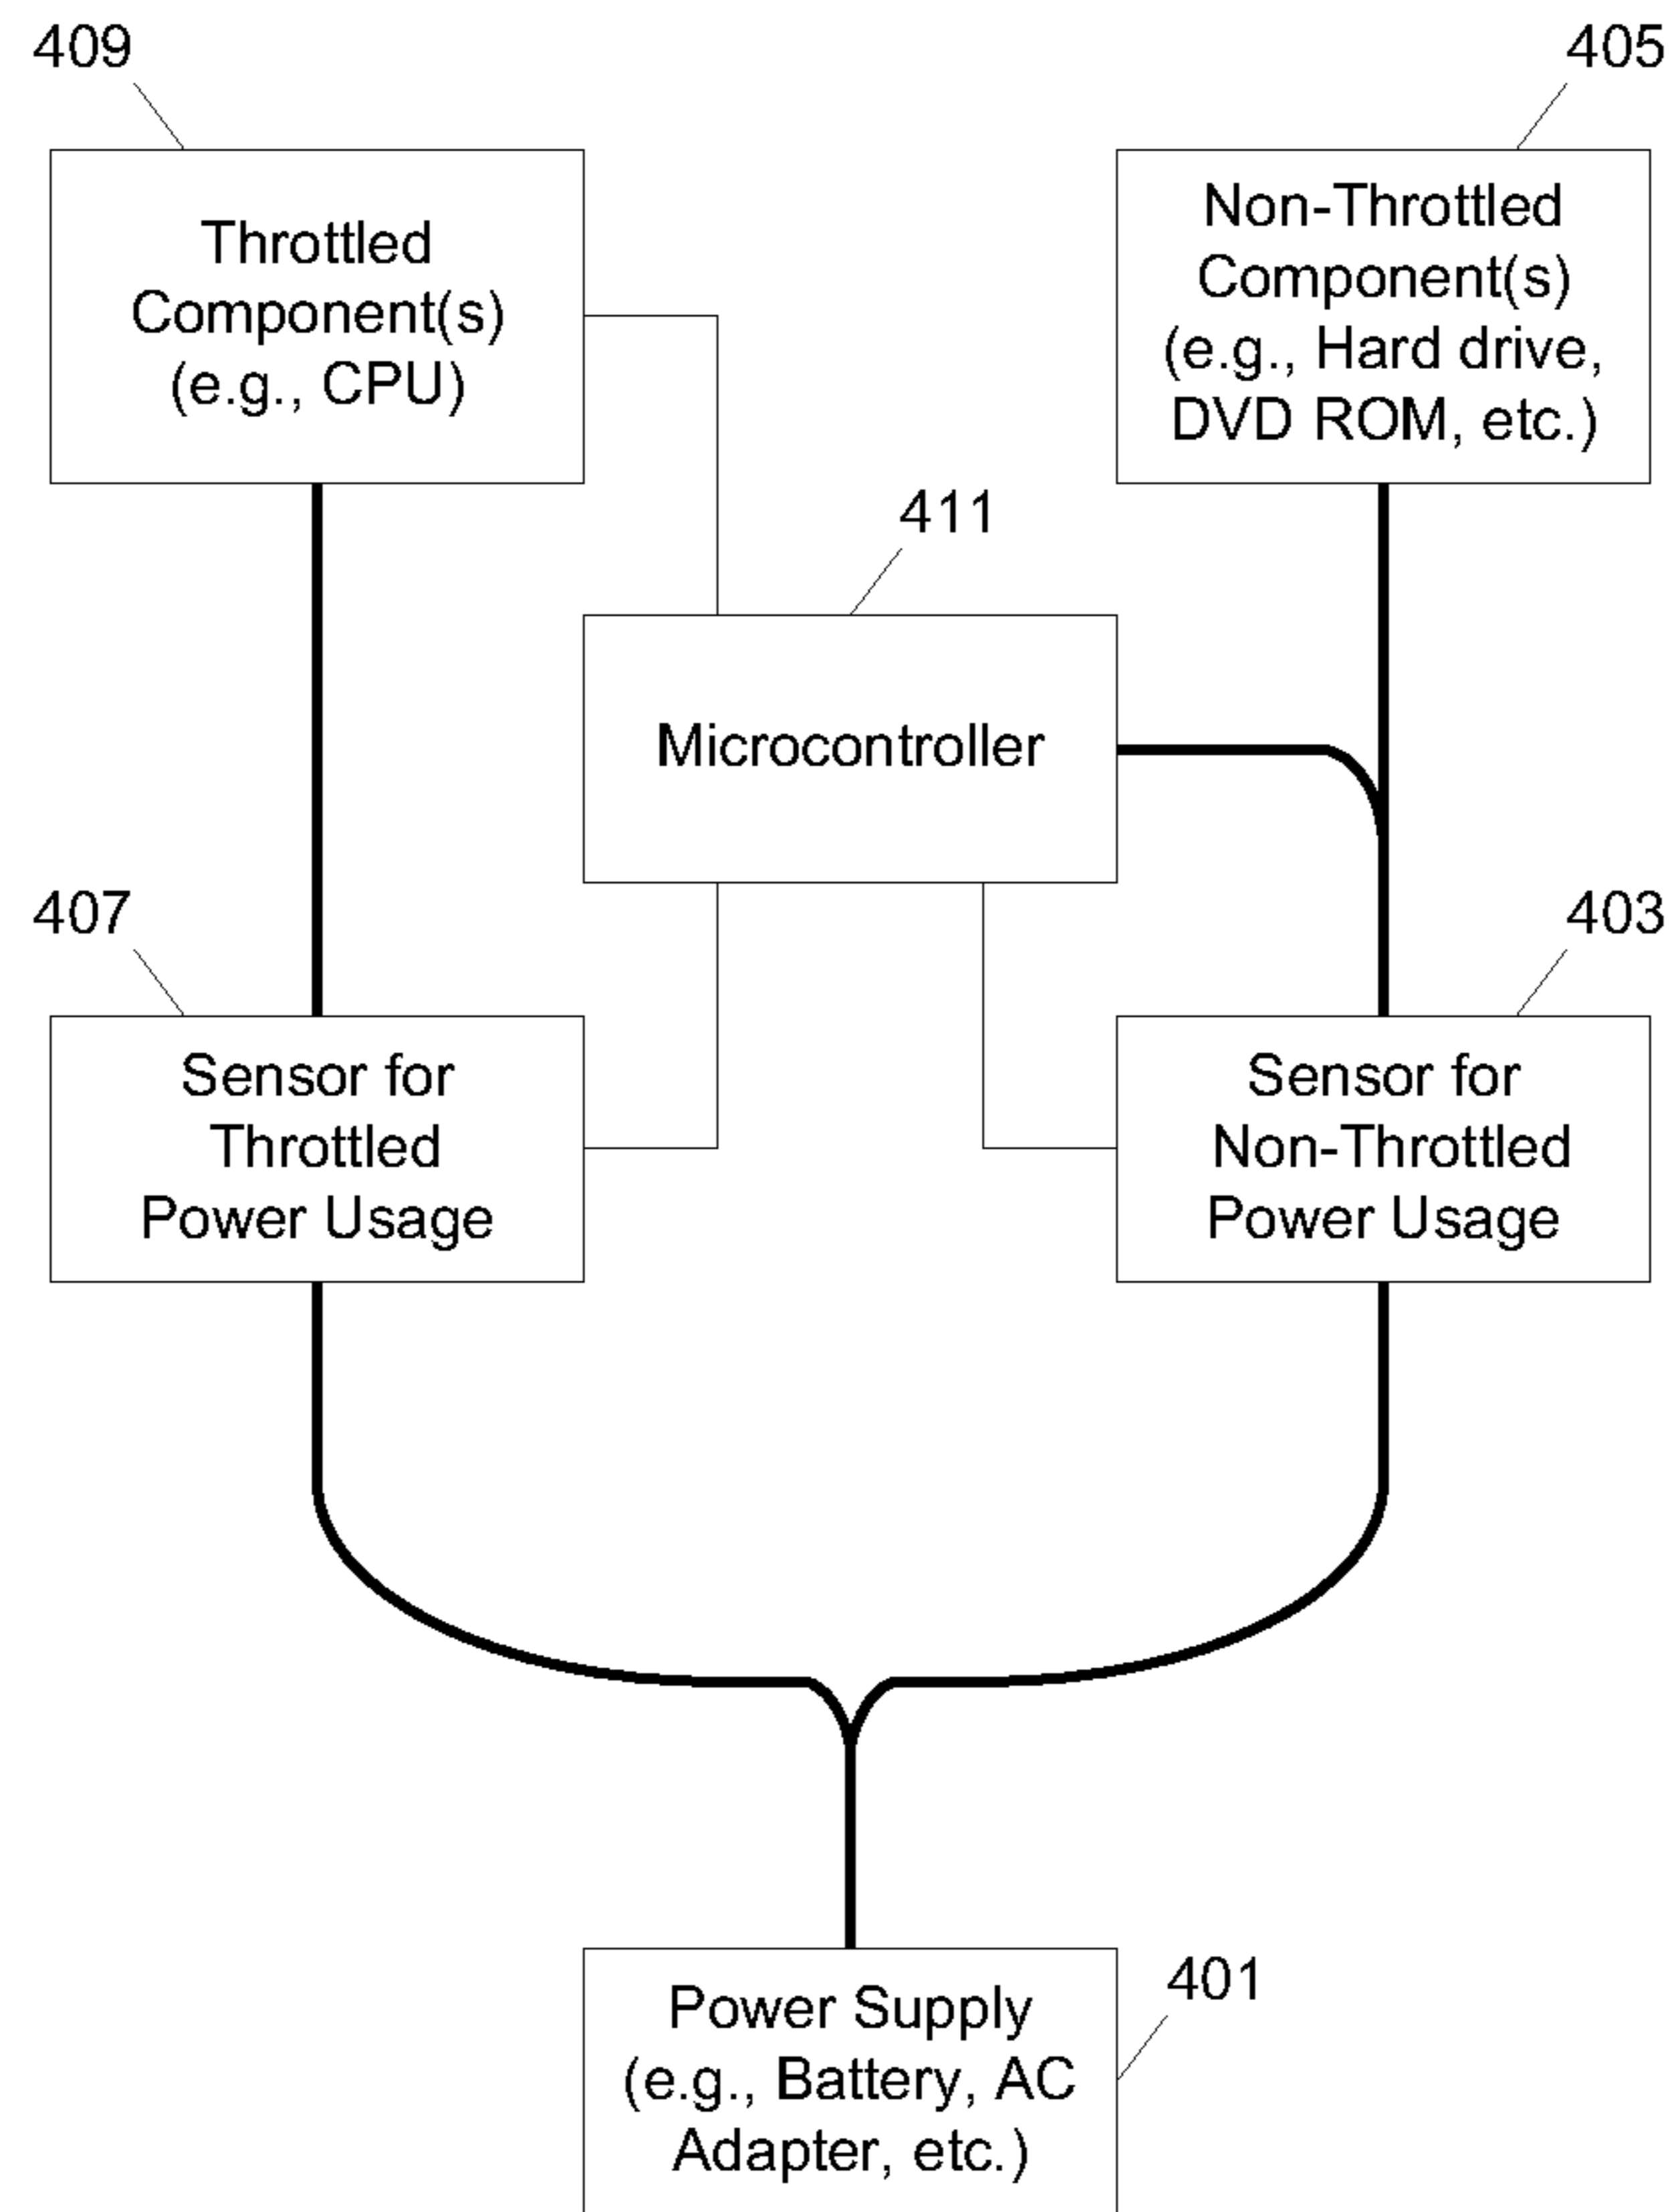 409
405
Throttled
Component(s)
(e.g., CPU)
Non-Throttled
Component(s)
(e.g., Hard drive,
DVD ROM, etc.)
411
Microcontroller
407
403
Sensor for
Throttled
Power Usage
Sensor for
Non-Throttled
Power Usage
401
Power Supply
(e.g., Battery, AC
Adapter, etc.)